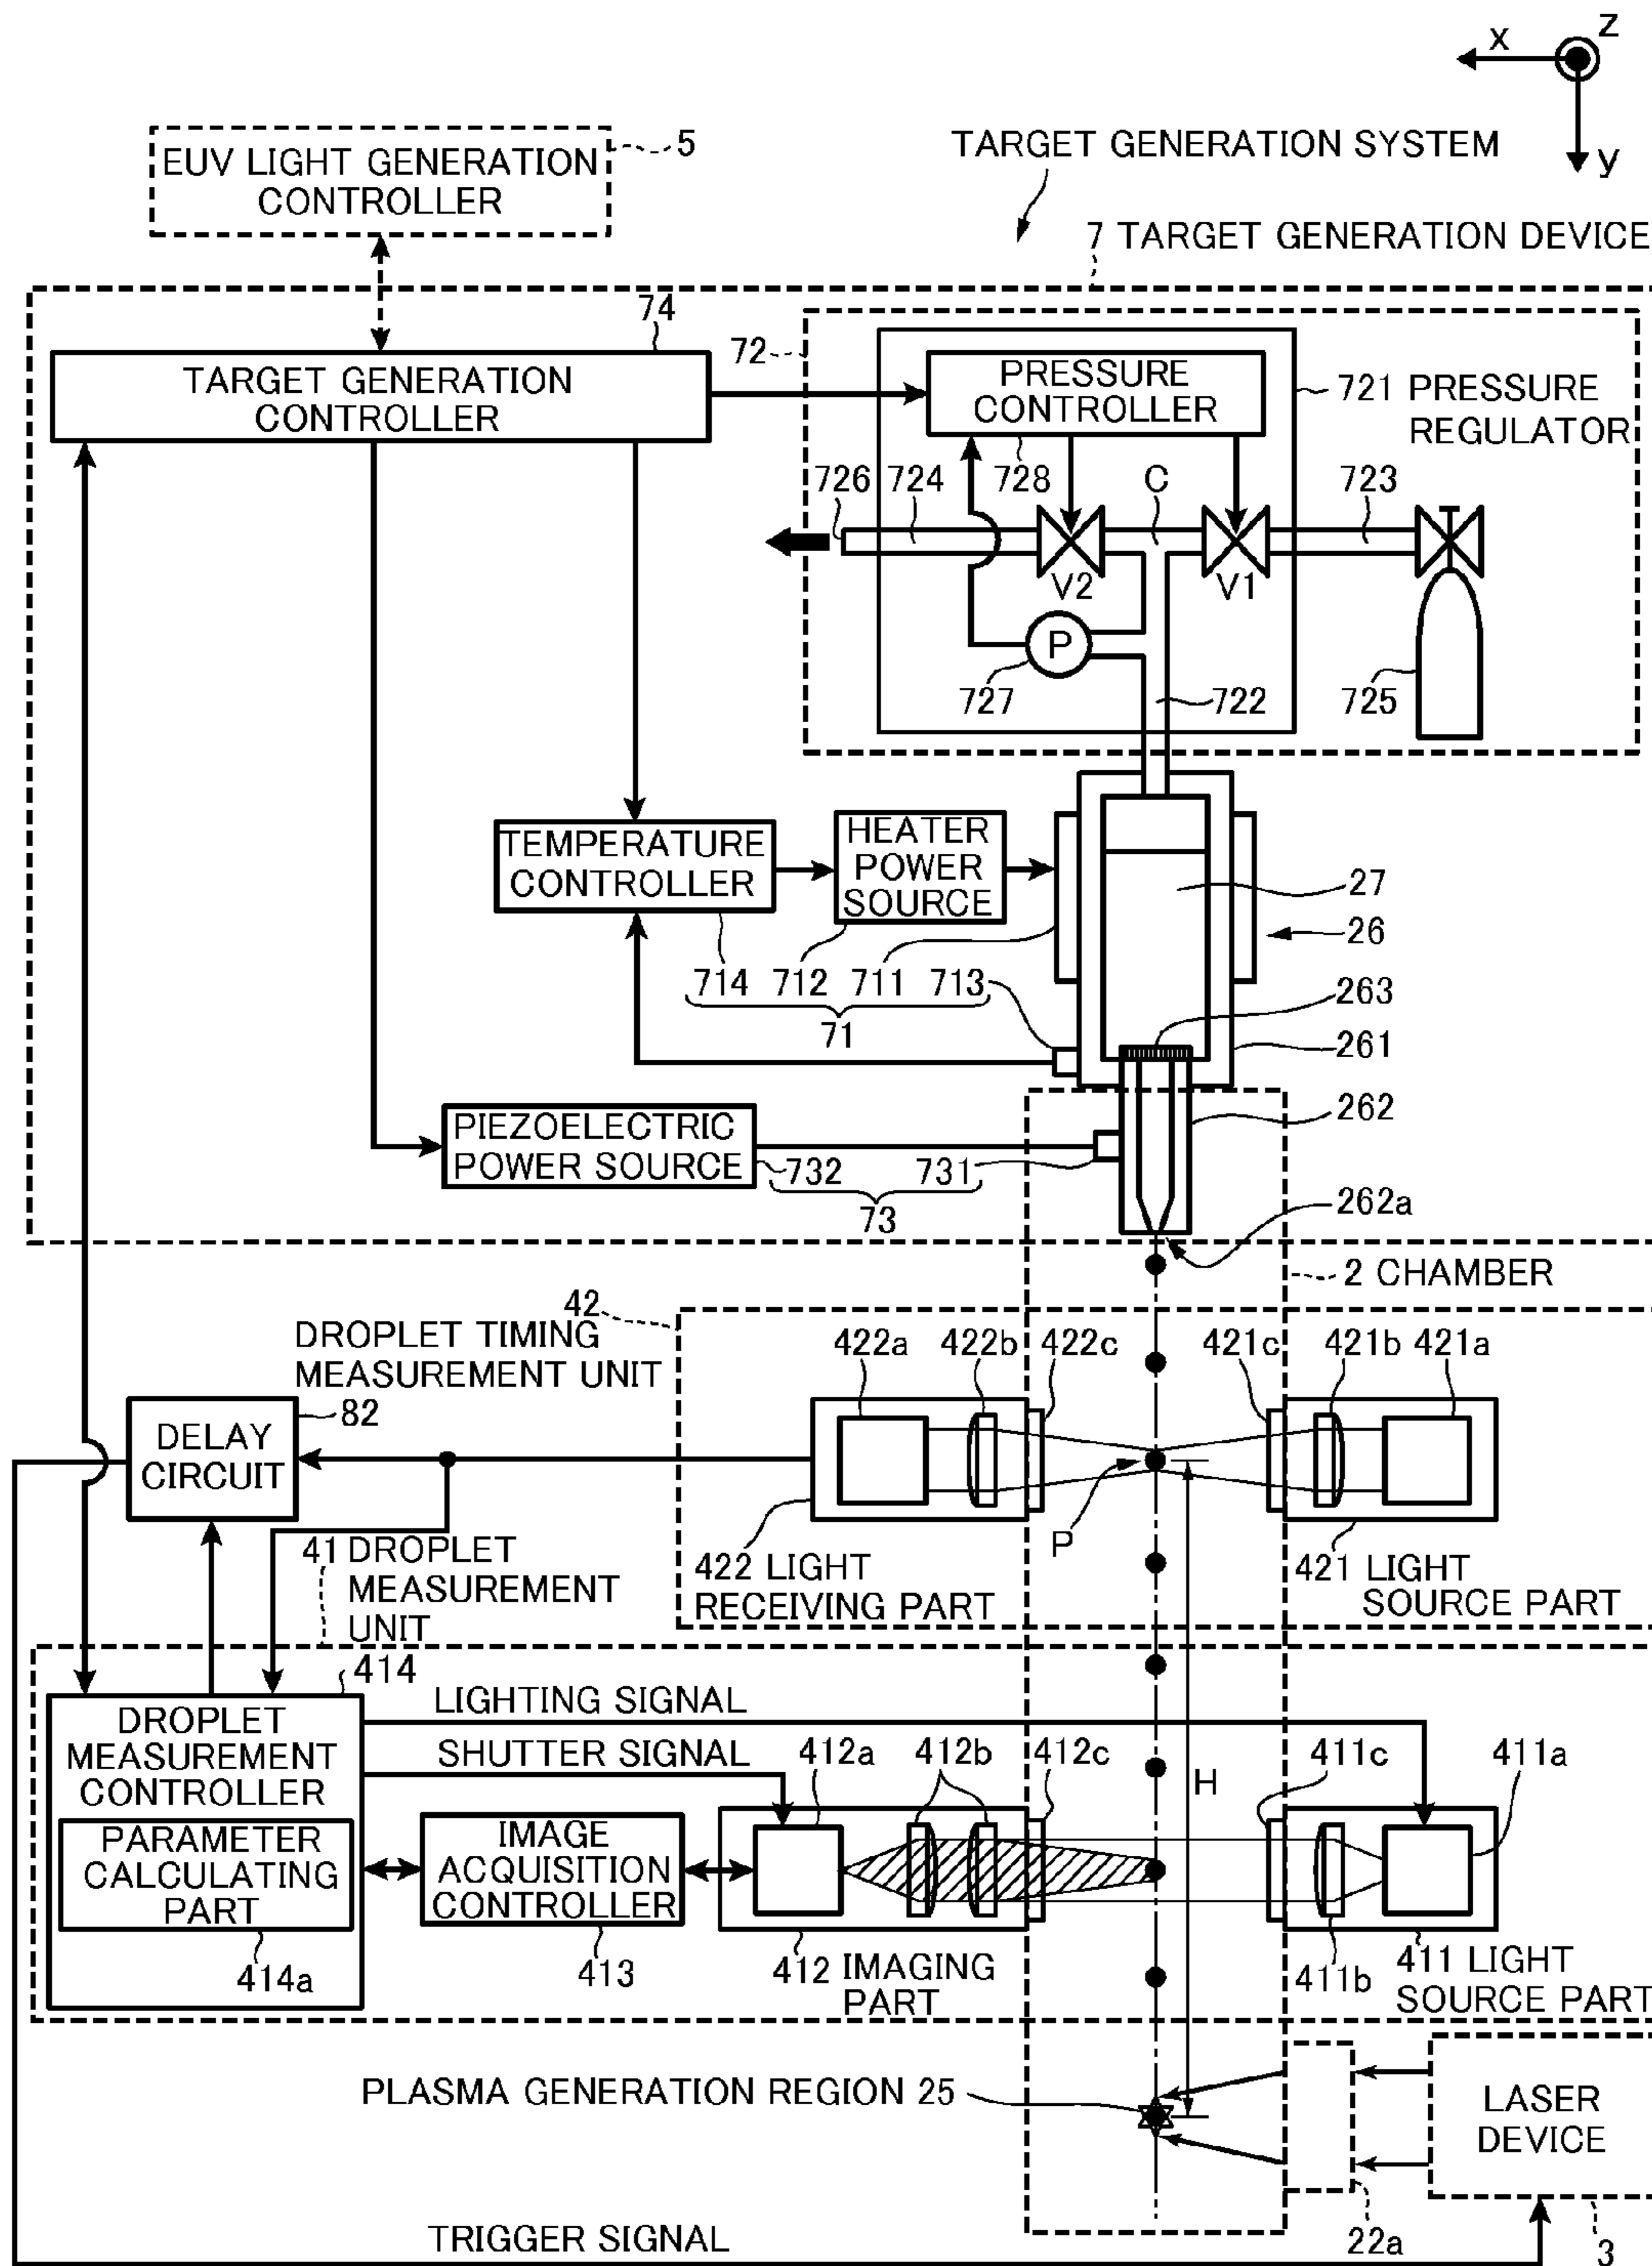 x
Z
y
EUV LIGHT GENERATION
CONTROLLER
5
TARGET GENERATION SYSTEM
7 TARGET GENERATION DEVICE
74
TARGET GENERATION
CONTROLLER
72
PRESSURE
CONTROLLER
721 PRESSURE
REGULATOR
726
724
728
C
723
V2
V1
P
727
722
725
TEMPERATURE
CONTROLLER
HEATER
POWER
SOURCE
27
26
714
712
711
713
71
263
261
PIEZOELECTRIC
POWER SOURCE
732
731
73
262
262a
2 CHAMBER
42
DROPLET TIMING
MEASUREMENT UNIT
82
422a
422b
422c
421c
421b
421a
DELAY
CIRCUIT
P
422 LIGHT
RECEIVING PART
421 LIGHT
SOURCE PART
41 DROPLET
MEASUREMENT
UNIT
414
DROPLET
MEASUREMENT
CONTROLLER
LIGHTING SIGNAL
SHUTTER SIGNAL
412a
412b
412c
H
411c
411a
PARAMETER
CALCULATING
PART
414a
IMAGE
ACQUISITION
CONTROLLER
413
412 IMAGING
PART
411b
411 LIGHT
SOURCE PART
PLASMA GENERATION REGION 25
LASER
DEVICE
TRIGGER SIGNAL
22a
3